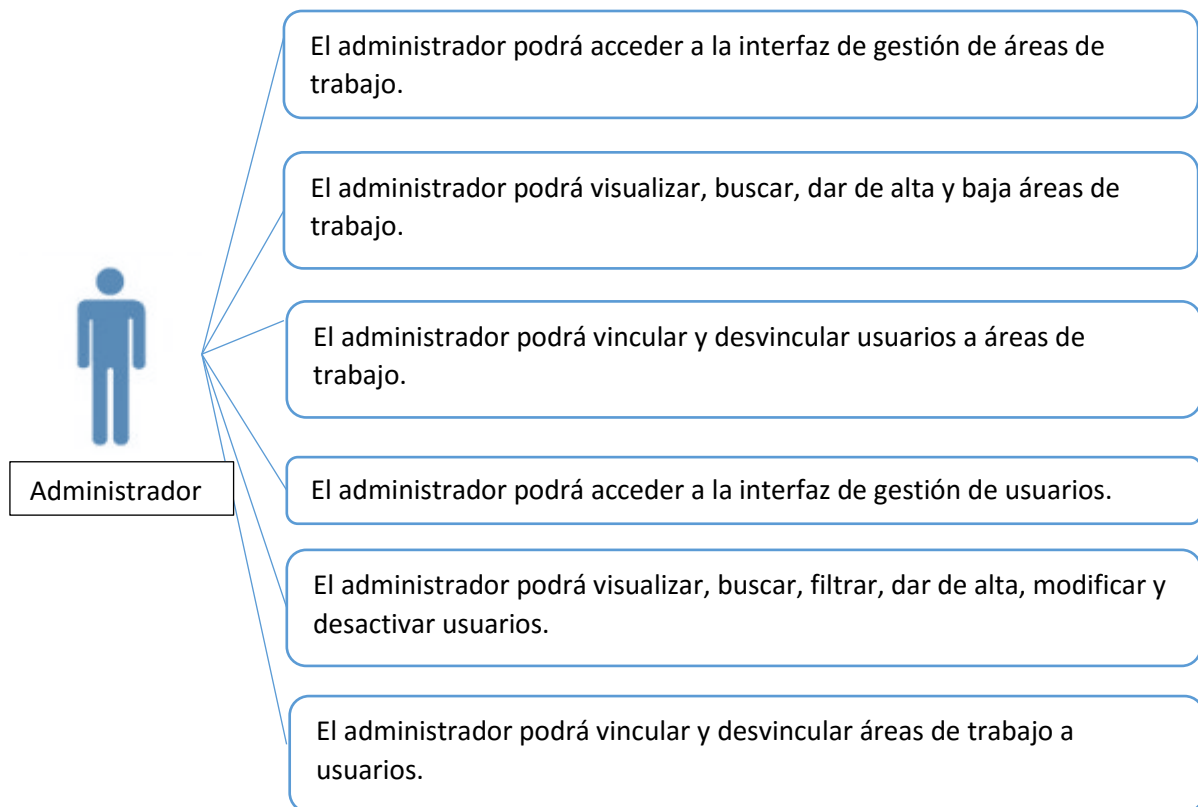 El administrador podrá acceder a la interfaz de gestión de áreas de
trabajo.
El administrador podrá visualizar, buscar, dar de alta y baja áreas de
trabajo.
El administrador podrá vincular y desvincular usuarios a áreas de
trabajo.
Administrador
El administrador podrá acceder a la interfaz de gestión de usuarios.
El administrador podrá visualizar, buscar, filtrar, dar de alta, modificar y
desactivar usuarios.
El administrador podrá vincular y desvincular áreas de trabajo a
usuarios.